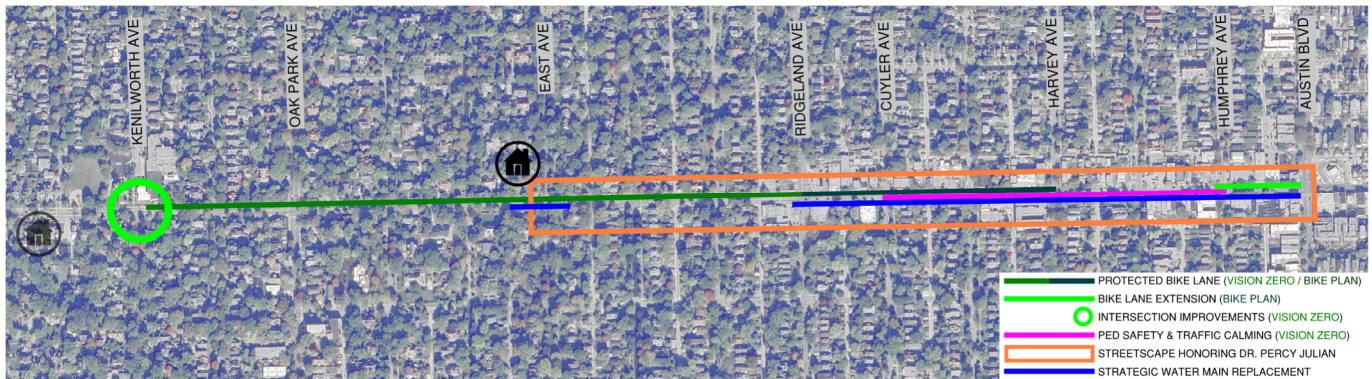 KENILWORTH AVE
OAK PARK AVE
EAST AVE
RIDGELAND AVE
CUYLER AVE
HARVEY AVE
HUMPHREY AVE
AUSTIN BLVD
PROTECTED BIKE LANE (VISION ZERO / BIKE PLAN)
BIKE LANE EXTENSION (BIKE PLAN)
INTERSECTION IMPROVEMENTS (VISION ZERO)
PED SAFETY & TRAFFIC CALMING (VISION ZERO)
STREETSCAPE HONORING DR. PERCY JULIAN
STRATEGIC WATER MAIN REPLACEMENT